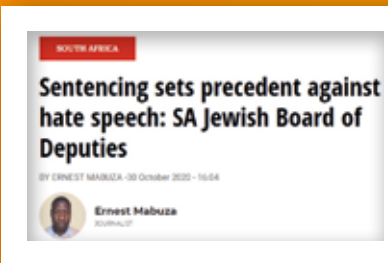 SOUTH AFRICA
Sentencing sets precedent against
hate speech: SA Jewish Board of
Deputies
BY ERNEST MABUZA - 30 October 2020 - 16:04
Ernest Mabuza
JOURNALIST